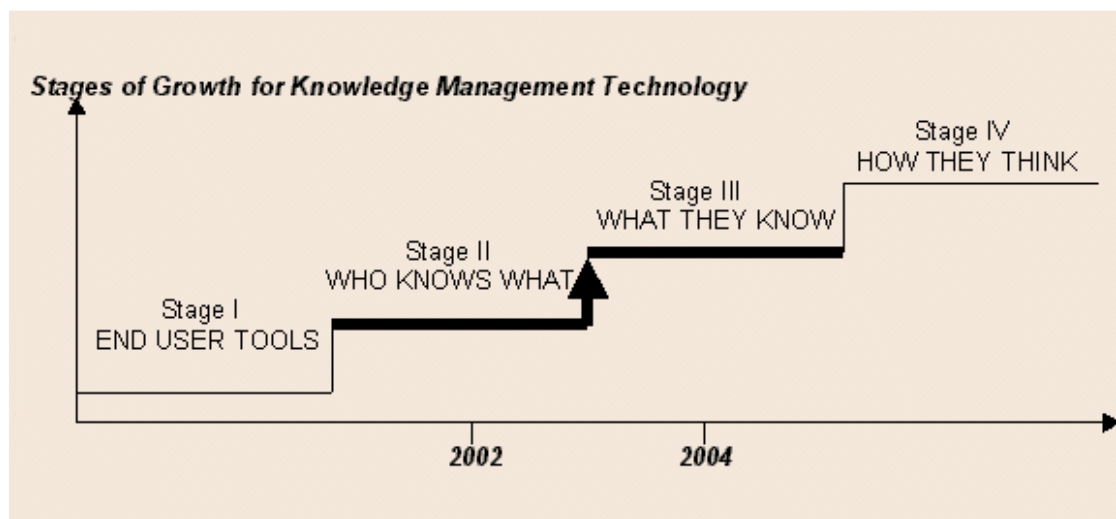 Stages of Growth for Knowledge Management Technology
Stage IV
HOW THEY THINK
Stage III
WHAT THEY KNOW
Stage II
WHO KNOWS WHAT
Stage I
END USER TOOLS
2002
2004